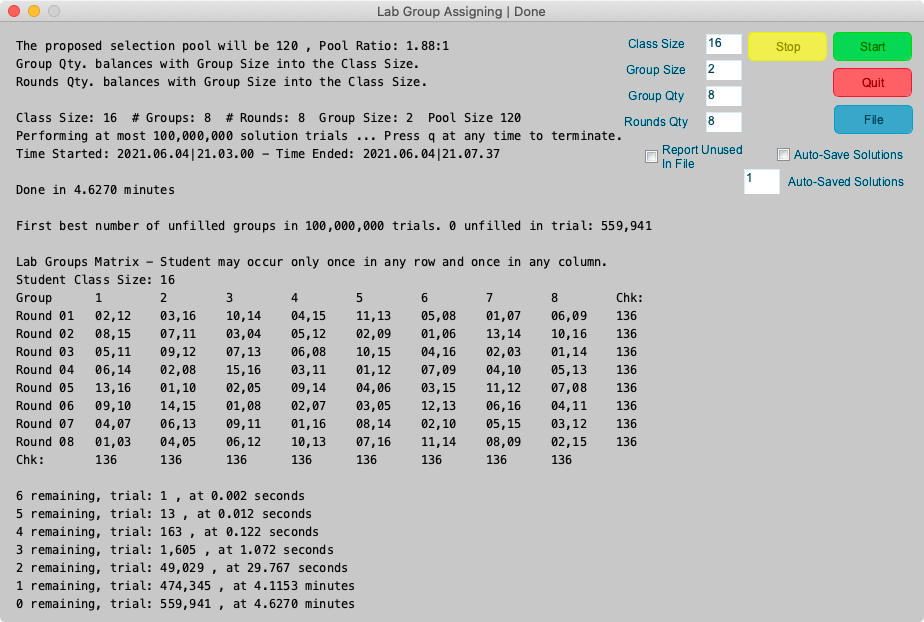 Lab Group Assigning | Done
The proposed selection pool will be 120 , Pool Ratio: 1.88:1
Group Qty. balances with Group Size into the Class Size.
Rounds Qty. balances with Group Size into the Class Size.
Class Size: 16  # Groups: 8  # Rounds: 8  Group Size: 2  Pool Size 120
Performing at most 100,000,000 solution trials ... Press q at any time to terminate.
Time Started: 2021.06.04|21.03.00 – Time Ended: 2021.06.04|21.07.37
Class Size 16
Group Size 2
Group Qty 8
Rounds Qty 8
Stop
Start
Quit
File
Report Unused
In File
Auto-Save Solutions
1 Auto-Saved Solutions
Done in 4.6270 minutes
First best number of unfilled groups in 100,000,000 trials. 0 unfilled in trial: 559,941
Lab Groups Matrix – Student may occur only once in any row and once in any column.
Student Class Size: 16
Group 1 2 3 4 5 6 7 8 Chk:
Round 01 02,12 03,16 10,14 04,15 11,13 05,08 01,07 06,09 136
Round 02 08,15 07,11 03,04 05,12 02,09 01,06 13,14 10,16 136
Round 03 05,11 09,12 07,13 06,08 10,15 04,16 02,03 01,14 136
Round 04 06,14 02,08 15,16 03,11 01,12 07,09 04,10 05,13 136
Round 05 13,16 01,10 02,05 09,14 04,06 03,15 11,12 07,08 136
Round 06 09,10 14,15 01,08 02,07 03,05 12,13 06,16 04,11 136
Round 07 04,07 06,13 09,11 01,16 08,14 02,10 05,15 03,12 136
Round 08 01,03 04,05 06,12 10,13 07,16 11,14 08,09 02,15 136
Chk: 136 136 136 136 136 136 136 136
6 remaining, trial: 1 , at 0.002 seconds
5 remaining, trial: 13 , at 0.012 seconds
4 remaining, trial: 163 , at 0.122 seconds
3 remaining, trial: 1,605 , at 1.072 seconds
2 remaining, trial: 49,029 , at 29.767 seconds
1 remaining, trial: 474,345 , at 4.1153 minutes
0 remaining, trial: 559,941 , at 4.6270 minutes